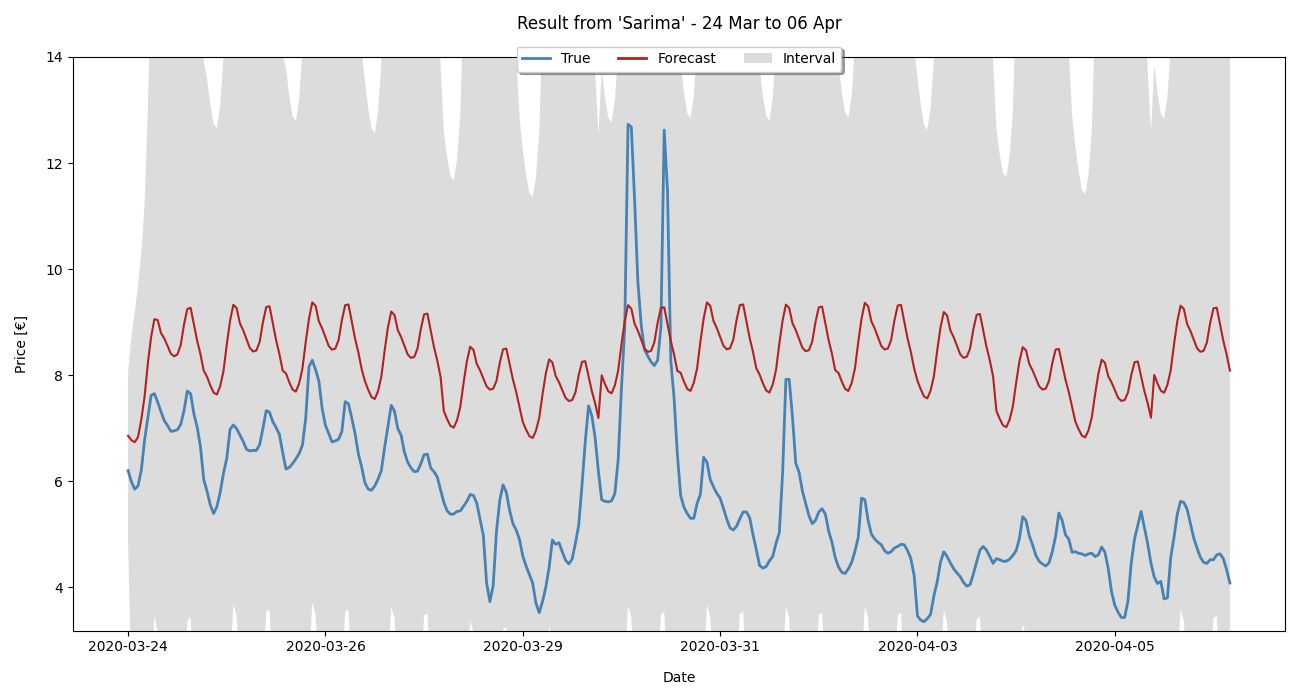 Result from 'Sarima' - 24 Mar to 06 Apr
True Forecast Interval
14
12
10
8
6
4
Price [€]
2020-03-24 2020-03-26 2020-03-29 2020-03-31 2020-04-03 2020-04-05
Date